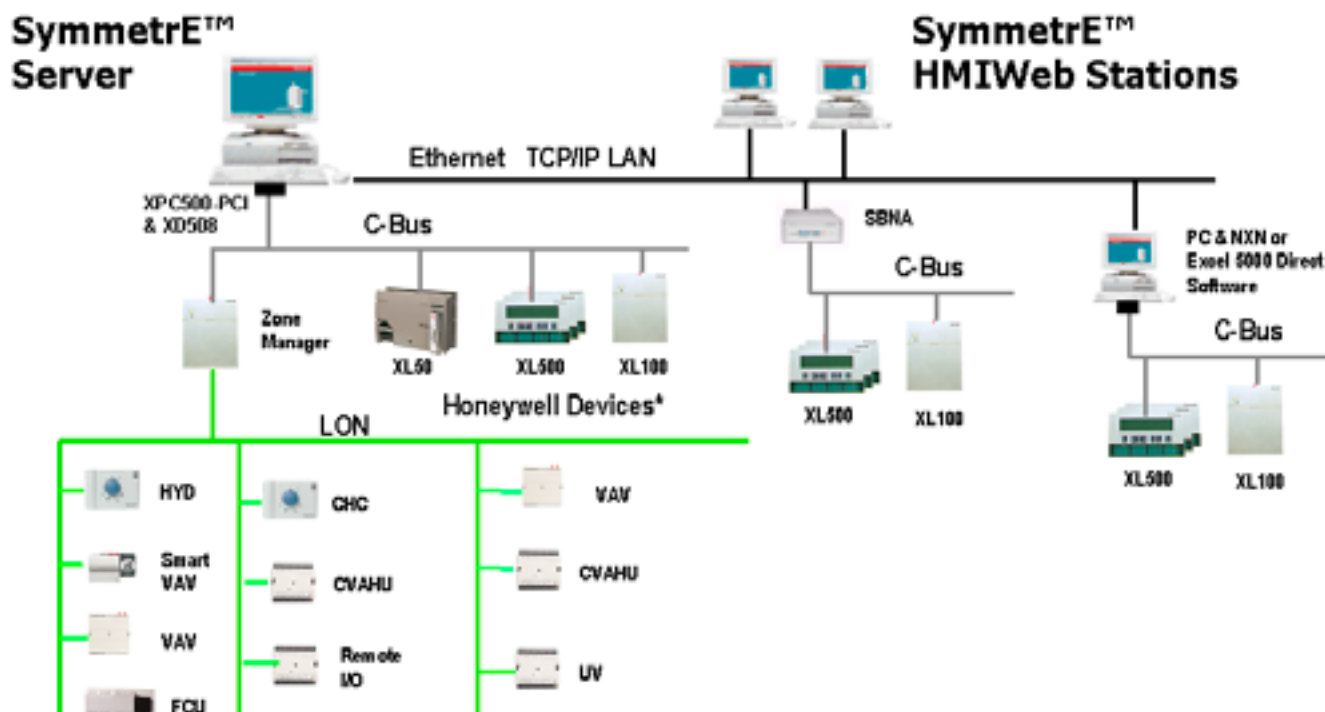 SymmetrE™
Server
SymmetrE™
HMIWeb Stations
Ethernet TCP/IP LAN
XPC500-PCI
& XD508
C-Bus
SBNA
C-Bus
PC & NXN or
Excel 5000 Direct
Software
C-Bus
Zone
Manager
XL50
XL500
XL100
XL500
XL100
XL500
XL100
Honeywell Devices*
LON
HYD
Smart
VAV
VAV
FCU
CHC
CVAHU
Remote
I/O
VAV
CVAHU
UV